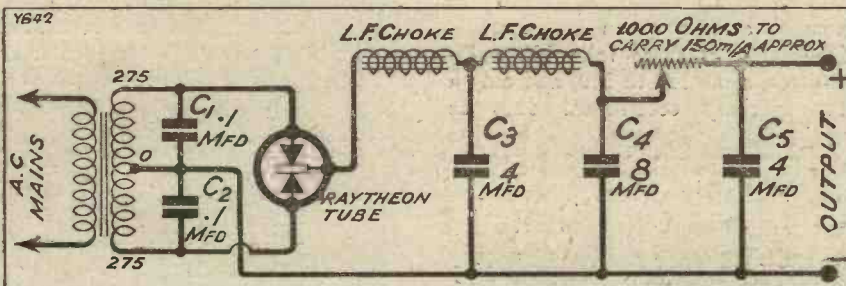 Y642
L.F. CHOKE
L.F. CHOKE
1000 OHMS TO
CARRY 150m/A APPROX
275
C1 .1
MFD
A.C
MAINS
0
C2
.1
MFD
275
RAYTHEON
TUBE
C3
4
MFD
C4
8
MFD
C5
4
MFD
+
OUTPUT
-